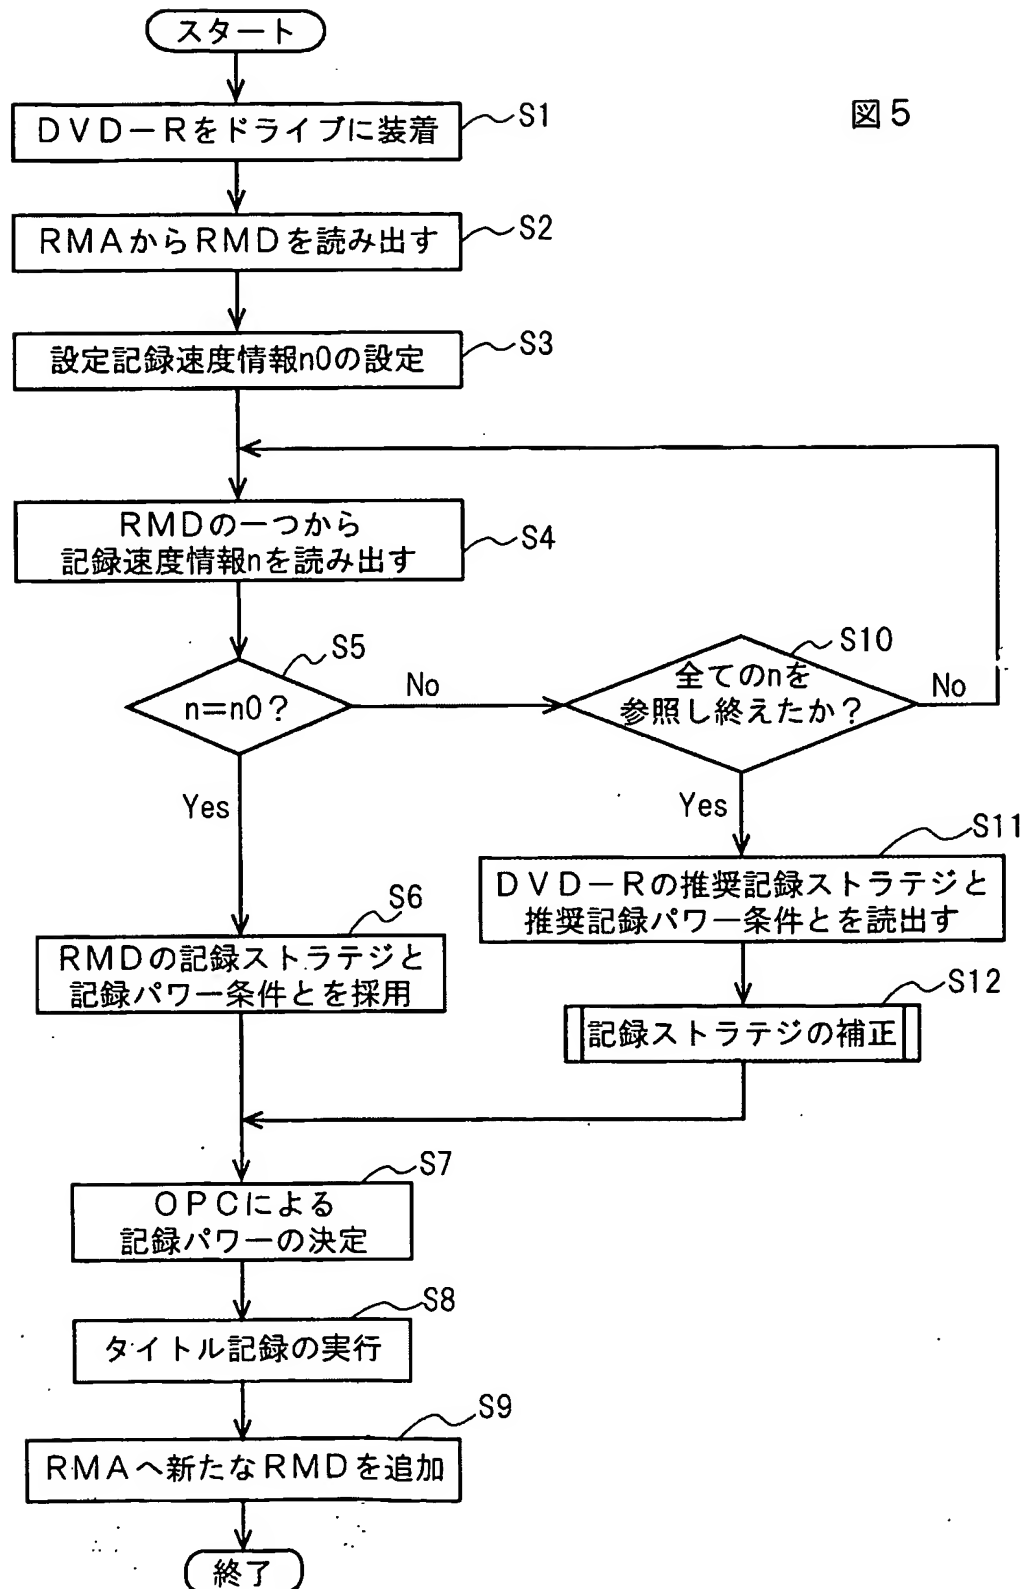 スタート
DVD-Rをドライブに装着
S1
図5
RMAからRMDを読み出す
S2
設定記録速度情報n0の設定
S3
RMDの一つから
記録速度情報nを読み出す
S4
n=n0?
S5
No
全てのnを
参照し終えたか?
S10
No
Yes
Yes
DVD-Rの推奨記録ストラテジと
推奨記録パワー条件とを読出す
S11
RMDの記録ストラテジと
記録パワー条件とを採用
S6
記録ストラテジの補正
S12
OPCによる
記録パワーの決定
S7
タイトル記録の実行
S8
RMAへ新たなRMDを追加
S9
終了